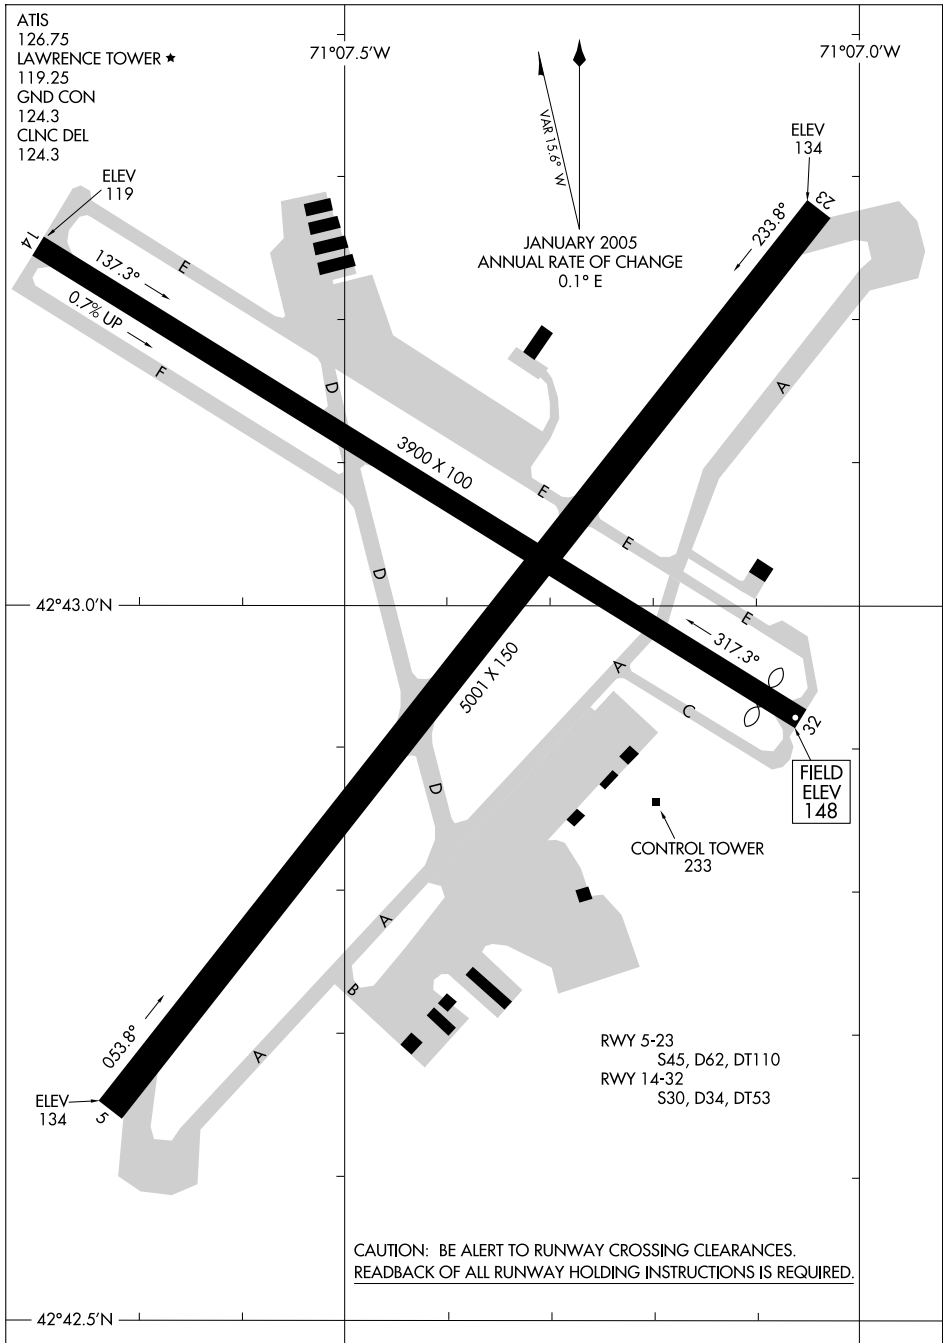 ATIS
126.75
LAWRENCE TOWER ★
119.25
GND CON
124.3
CLNC DEL
124.3
71°07.5'W
71°07.0'W
VAR 15.6° W
JANUARY 2005
ANNUAL RATE OF CHANGE
0.1° E
ELEV
134
23
233.8°
ELEV
119
14
137.3°
0.7% UP
E
F
D
A
3900 X 100
E
E
D
42°43.0'N
E
317.3°
A
5001 X 150
C
32
FIELD
ELEV
148
D
CONTROL TOWER
233
A
B
053.8°
A
ELEV
134
5
RWY 5-23
S45, D62, DT110
RWY 14-32
S30, D34, DT53
CAUTION: BE ALERT TO RUNWAY CROSSING CLEARANCES.
READBACK OF ALL RUNWAY HOLDING INSTRUCTIONS IS REQUIRED.
42°42.5'N